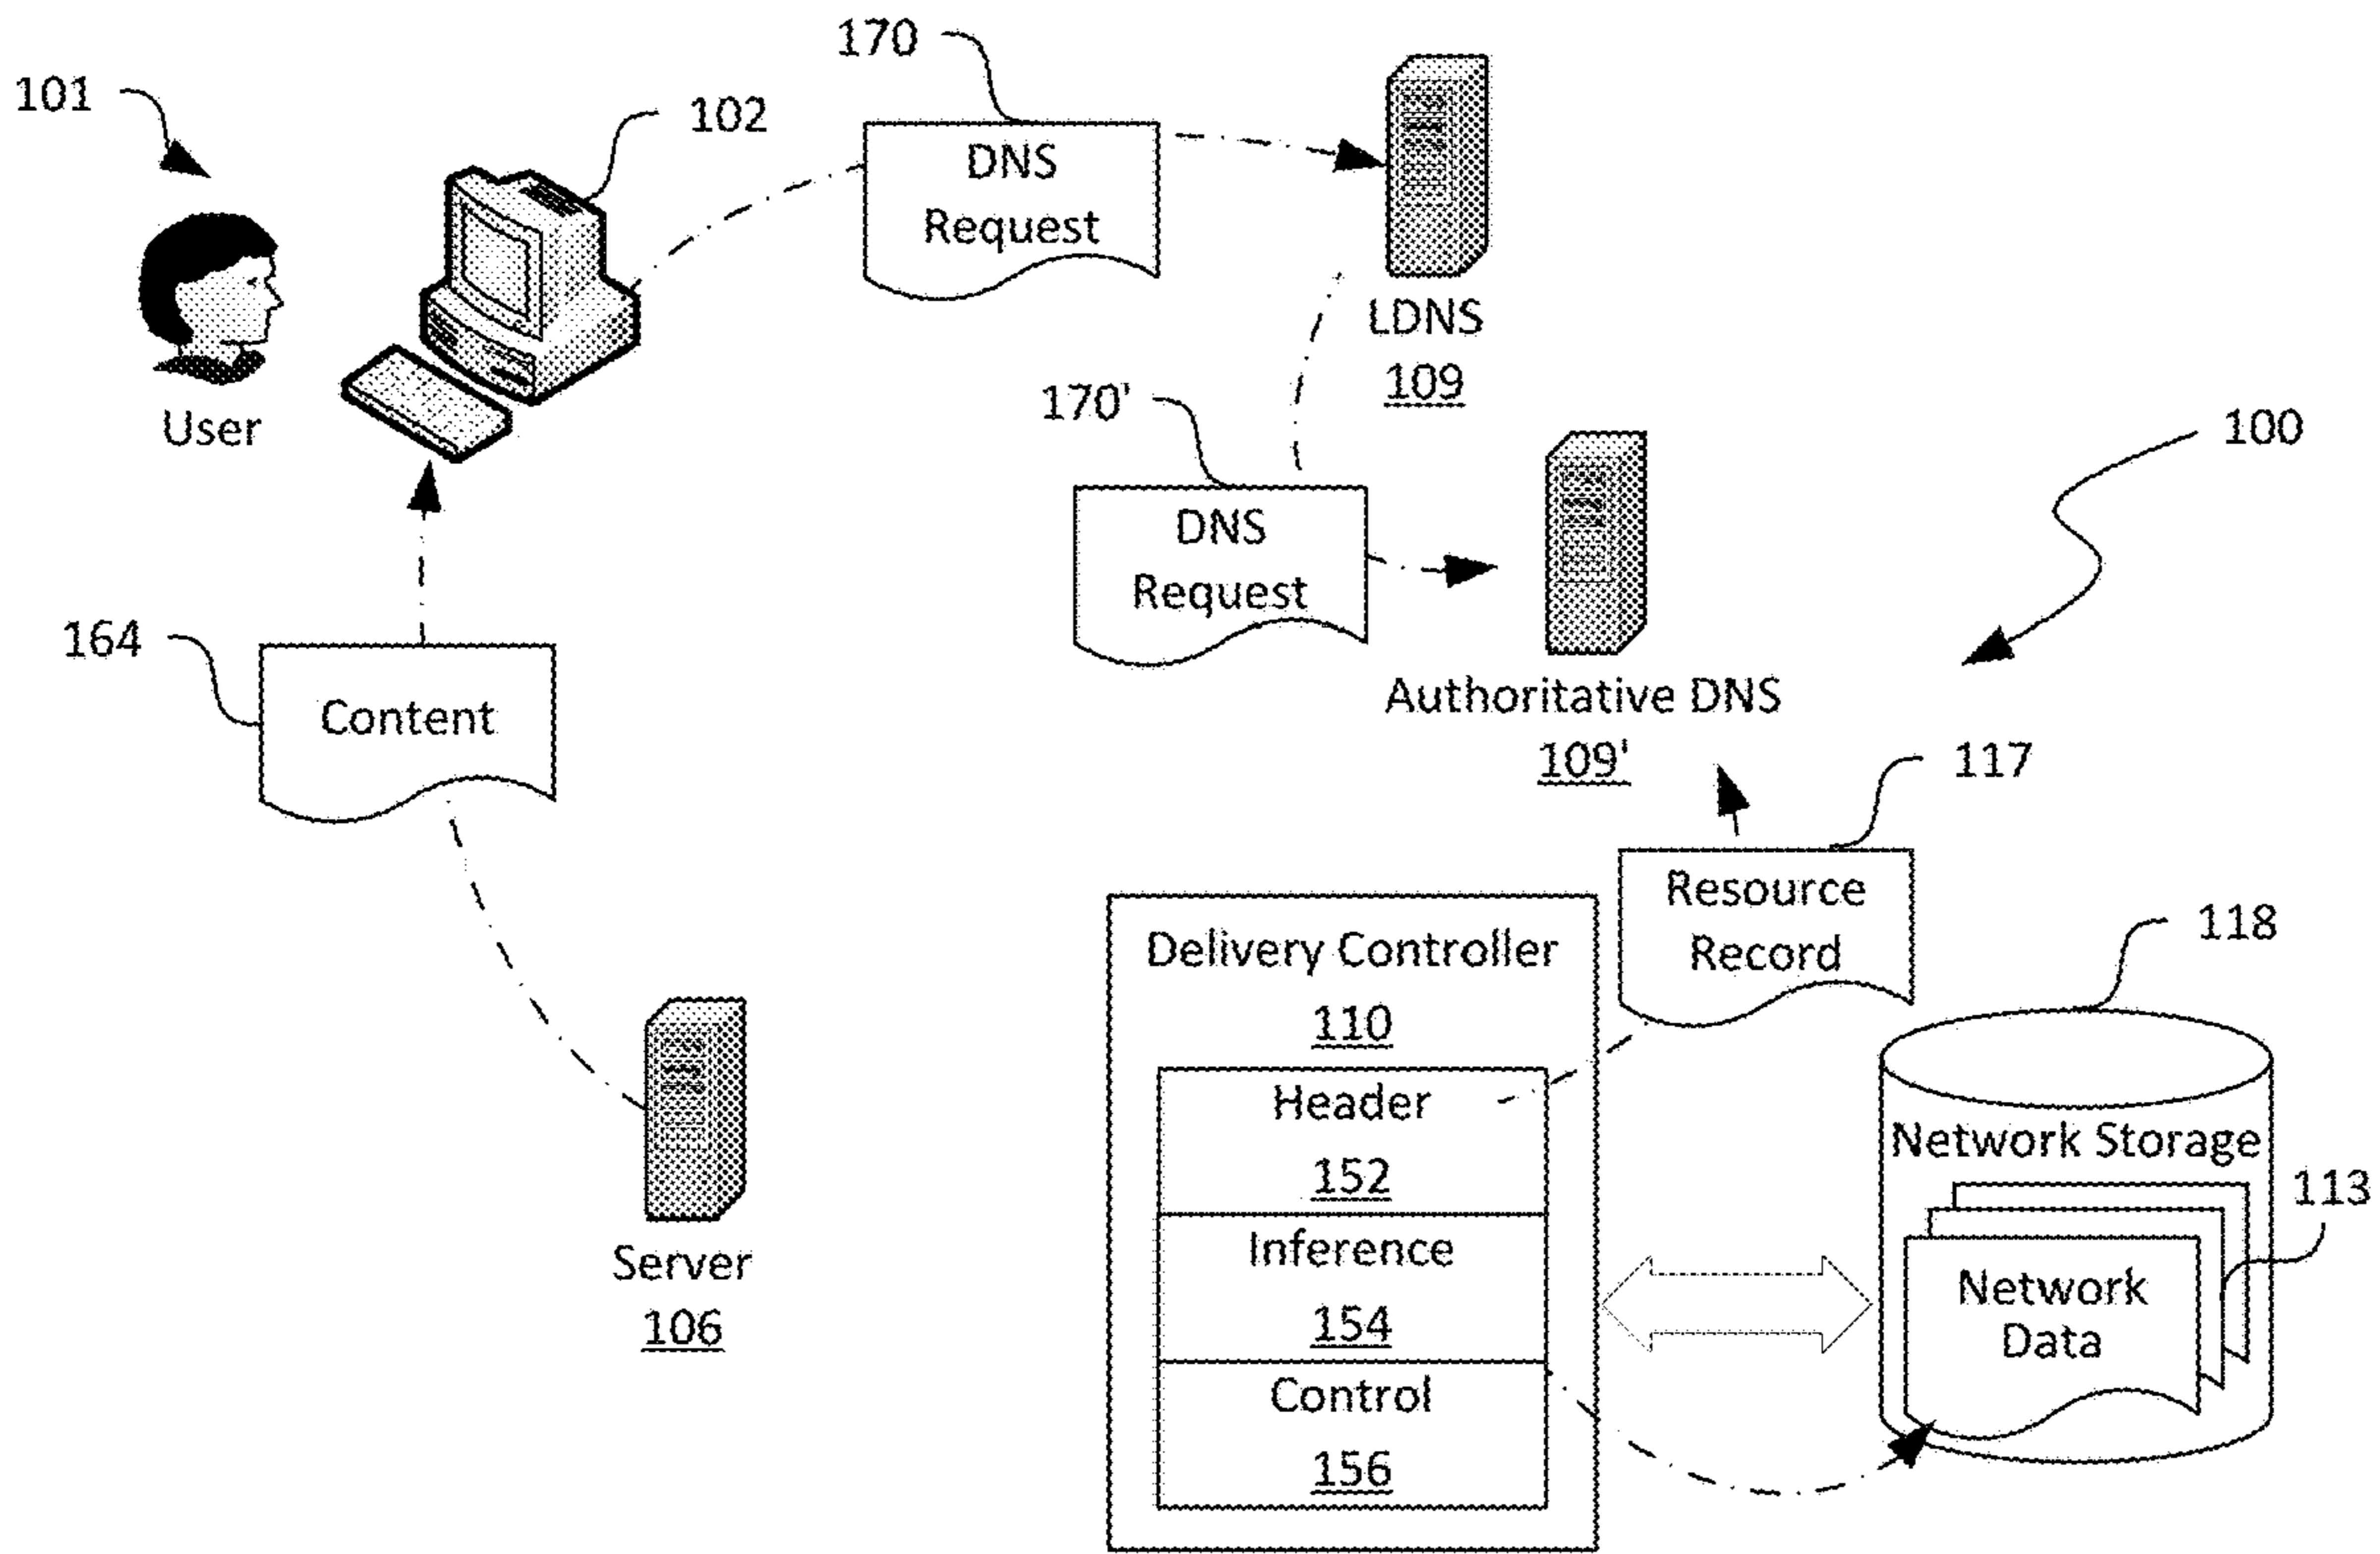 170
101
102
DNS
Request
LDNS
109
User
170'
100
DNS
Request
164
Content
Authoritative DNS
109'
117
Resource
Record
118
Delivery Controller
110
Header
152
Network Storage
113
Inference
154
Network
Data
Server
106
Control
156